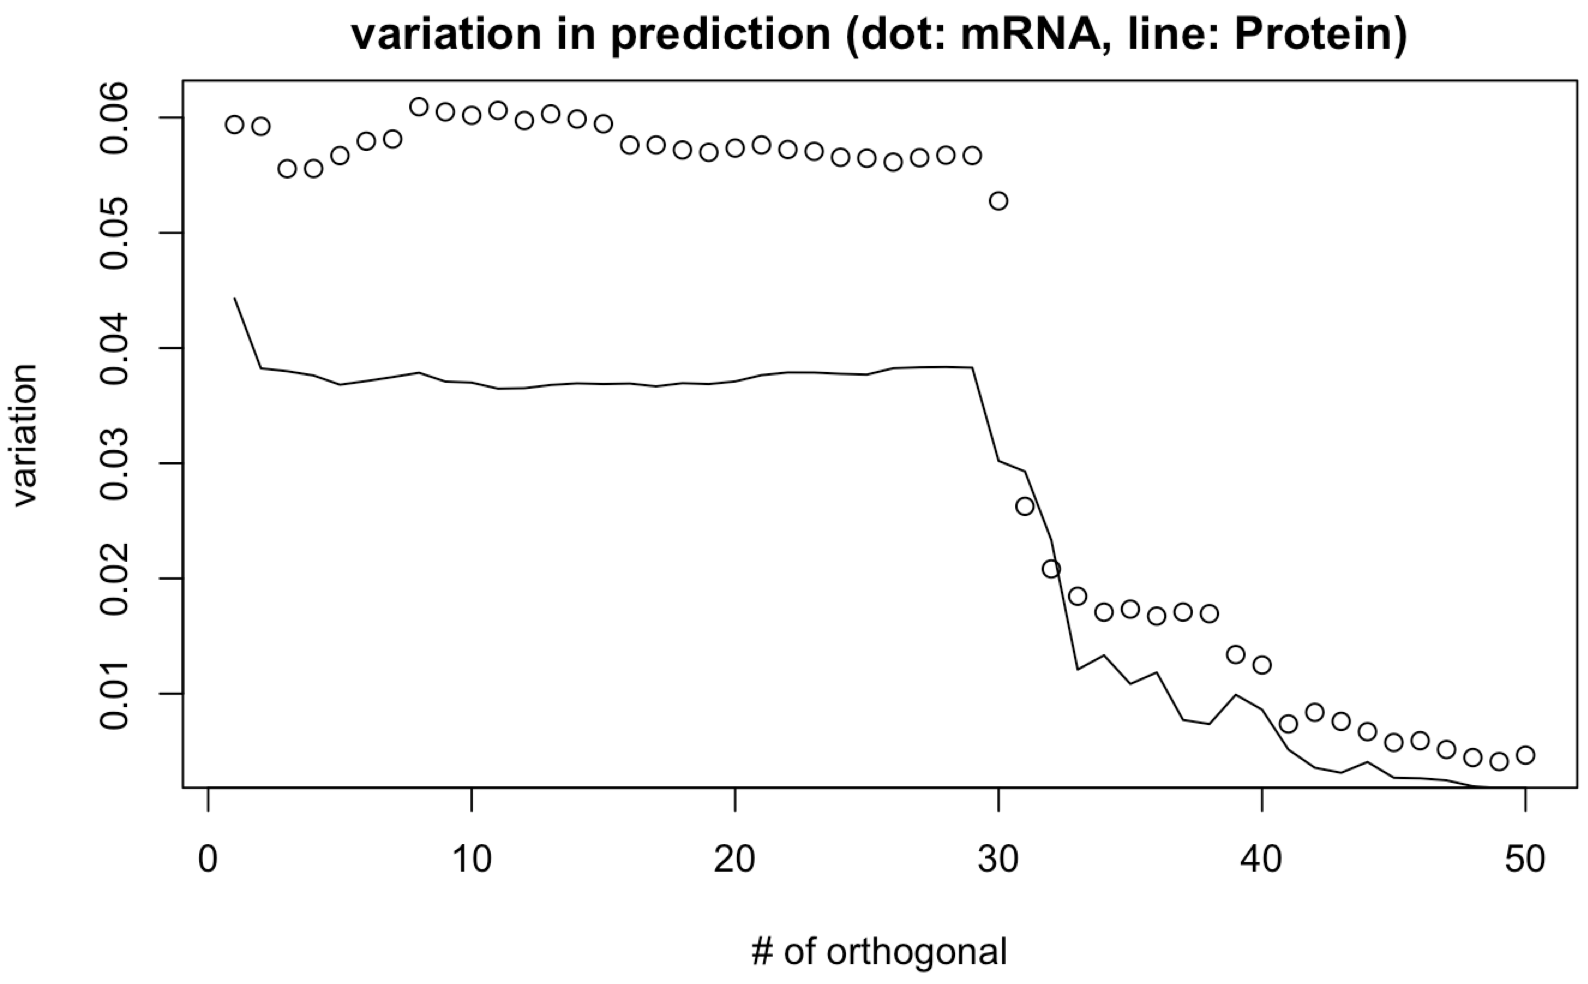 variation in prediction (dot: mRNA, line: Protein)
0.06
0.05
0.04
0.03
0.02
0.01
variation
0 10 20 30 40 50
# of orthogonal